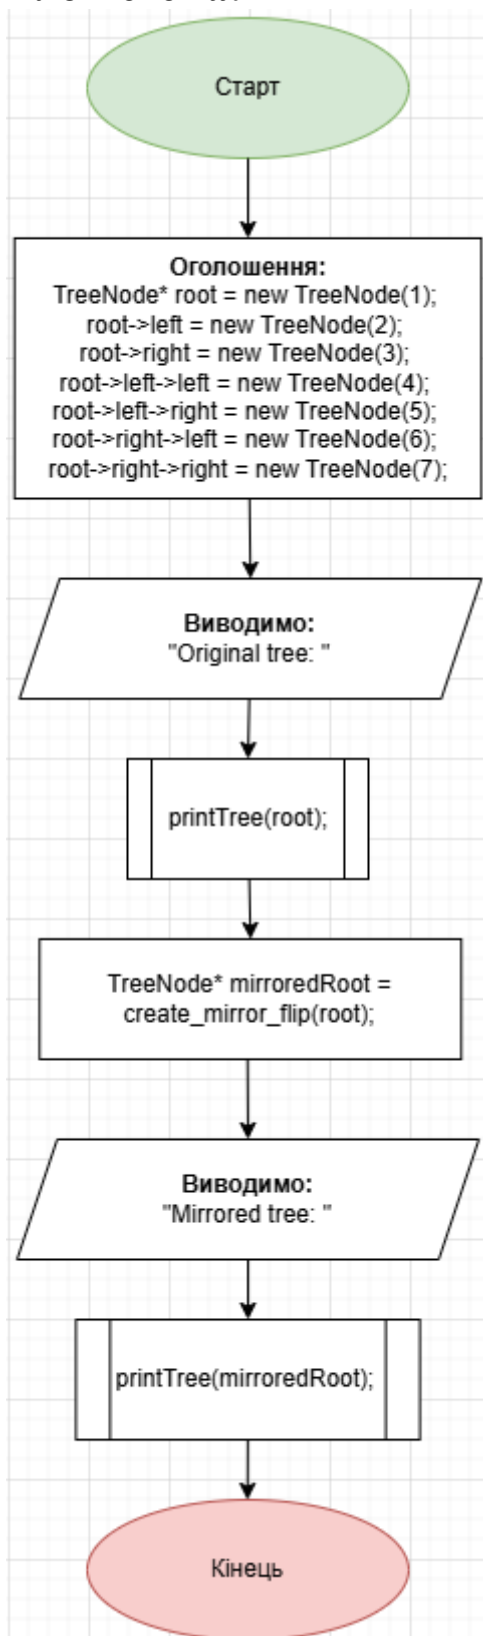 Старт
Оголошення:
TreeNode* root = new TreeNode(1);
root->left = new TreeNode(2);
root->right = new TreeNode(3);
root->left->left = new TreeNode(4);
root->left->right = new TreeNode(5);
root->right->left = new TreeNode(6);
root->right->right = new TreeNode(7);
Виводимо:
"Original tree: "
printTree(root);
TreeNode* mirroredRoot =
create_mirror_flip(root);
Виводимо:
"Mirrored tree: "
printTree(mirroredRoot);
Кінець